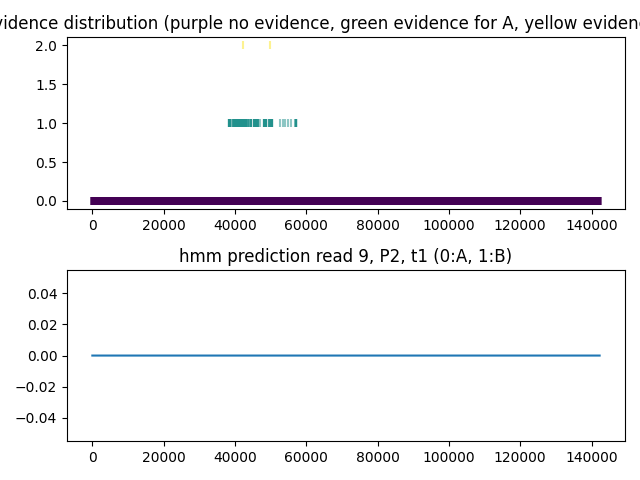 evidence distribution (purple no evidence, green evidence for A, yellow evidence
2.0
1.5
1.0
0.5
0.0
0 20000 40000 60000 80000 100000 120000 140000
hmm prediction read 9, P2, t1 (0:A, 1:B)
0.04
0.02
0.00
−0.02
−0.04
0 20000 40000 60000 80000 100000 120000 140000